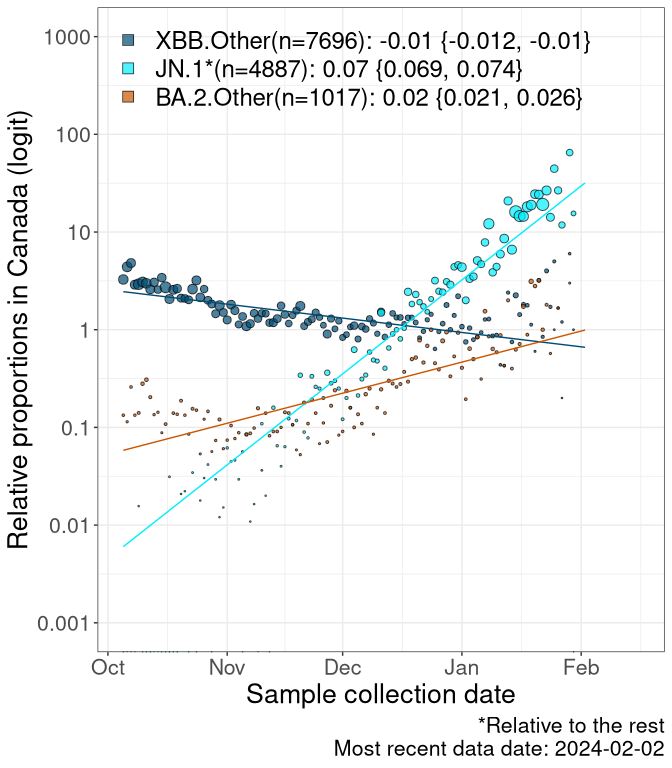 XBB.Other(n=7696): -0.01 {-0.012, -0.01}
JN.1*(n=4887): 0.07 {0.069, 0.074}
BA.2.Other(n=1017): 0.02 {0.021, 0.026}
Relative proportions in Canada (logit)
1000
100
10
1
0.1
0.01
0.001
Oct Nov Dec Jan Feb
Sample collection date
*Relative to the rest
Most recent data date: 2024-02-02